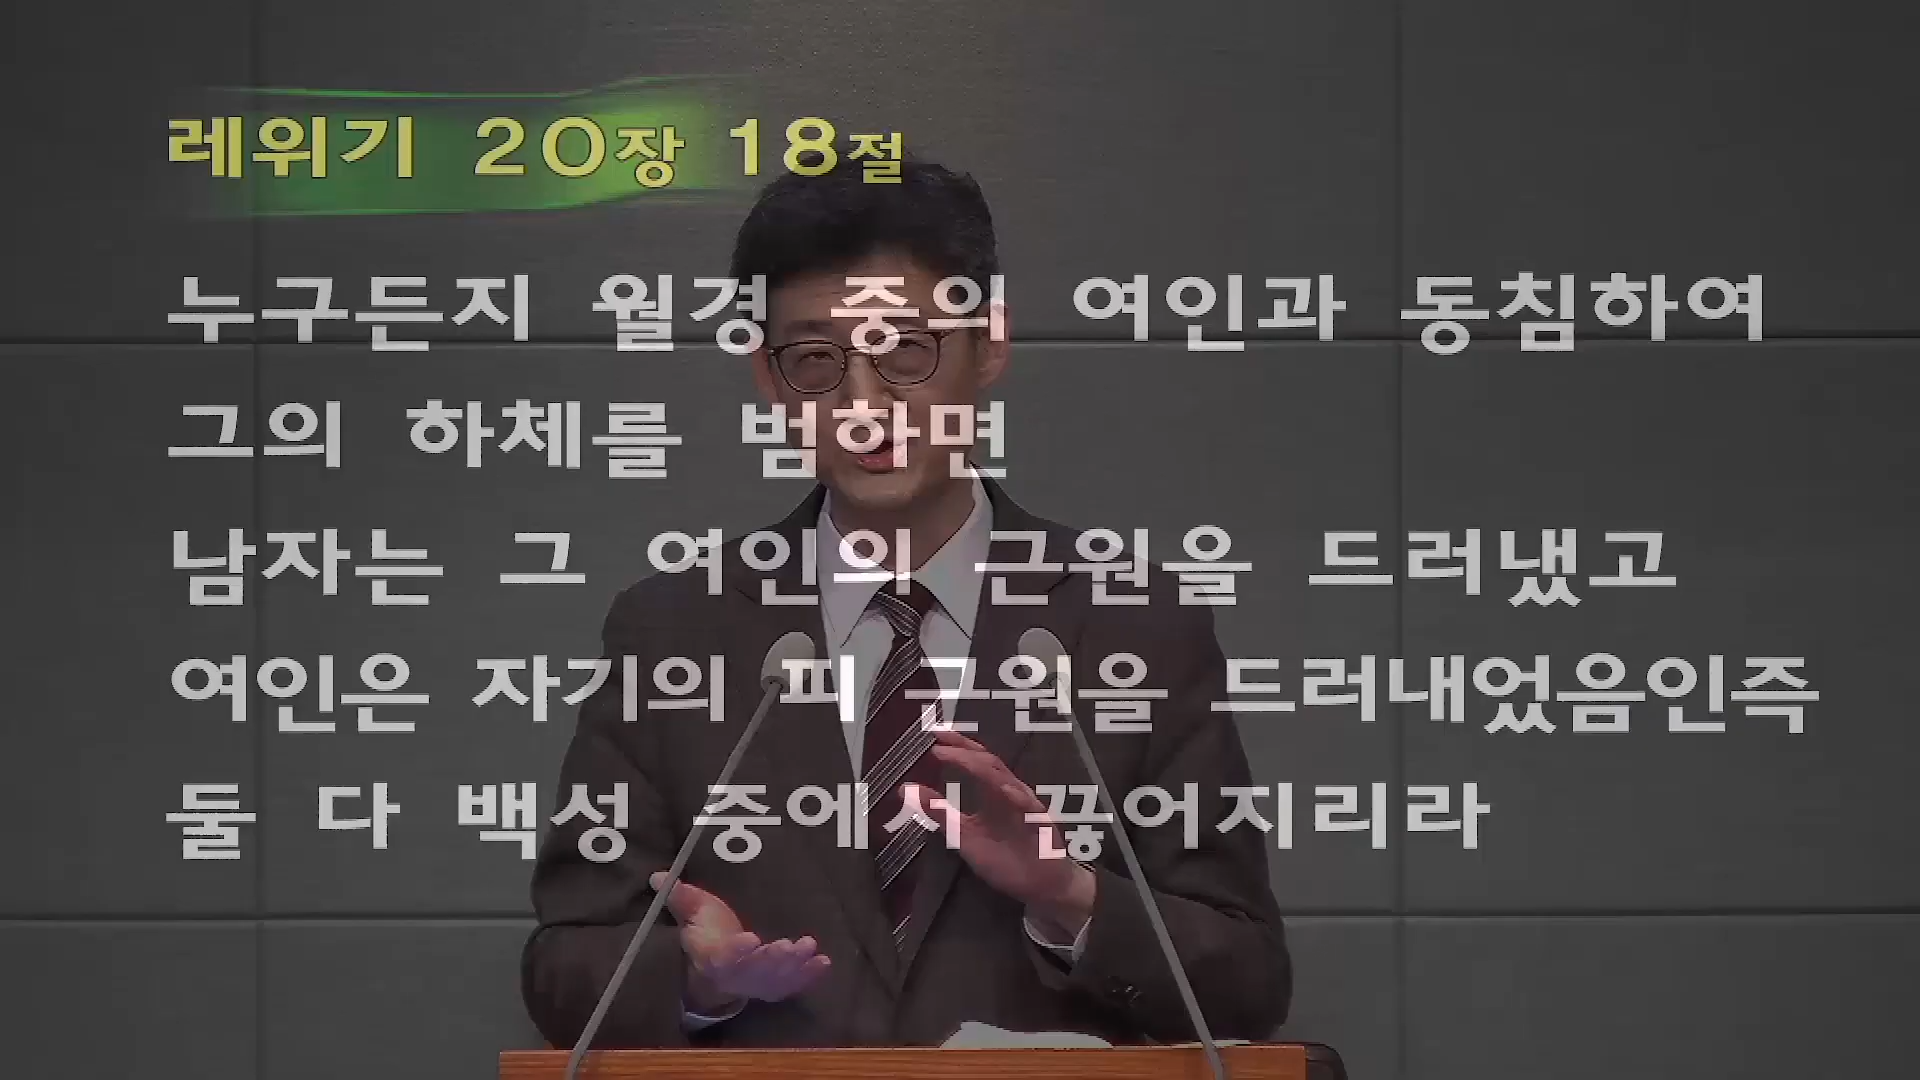 레위기 20장 18절
누구든지 월경 중의 여인과 동침하여
그의 하체를 범하면
남자는 그 여인의 근원을 드러냈고
여인은 자기의 피 근원을 드러내었음인즉
둘 다 백성 중에서 끊어지리라